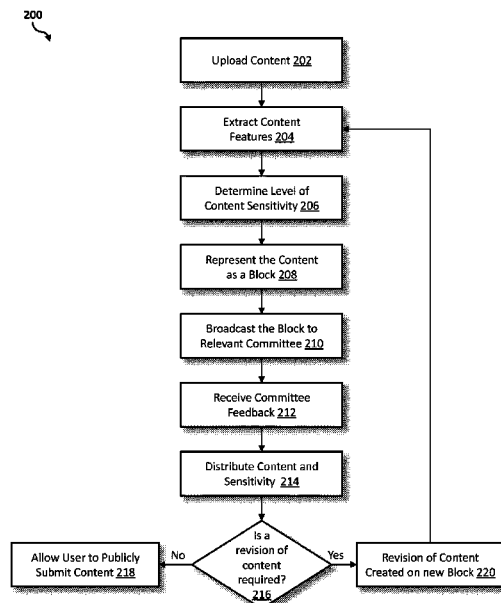 200
Upload Content 202
Extract Content
Features 204
Determine Level of
Content Sensitivity 206
Represent the Content
as a Block 208
Broadcast the Block to
Relevant Committee 210
Receive Committee
Feedback 212
Distribute Content and
Sensitivity 214
Is a
revision of
content
required?
216
No
Yes
Allow User to Publicly
Submit Content 218
Revision of Content
Created on new Block 220